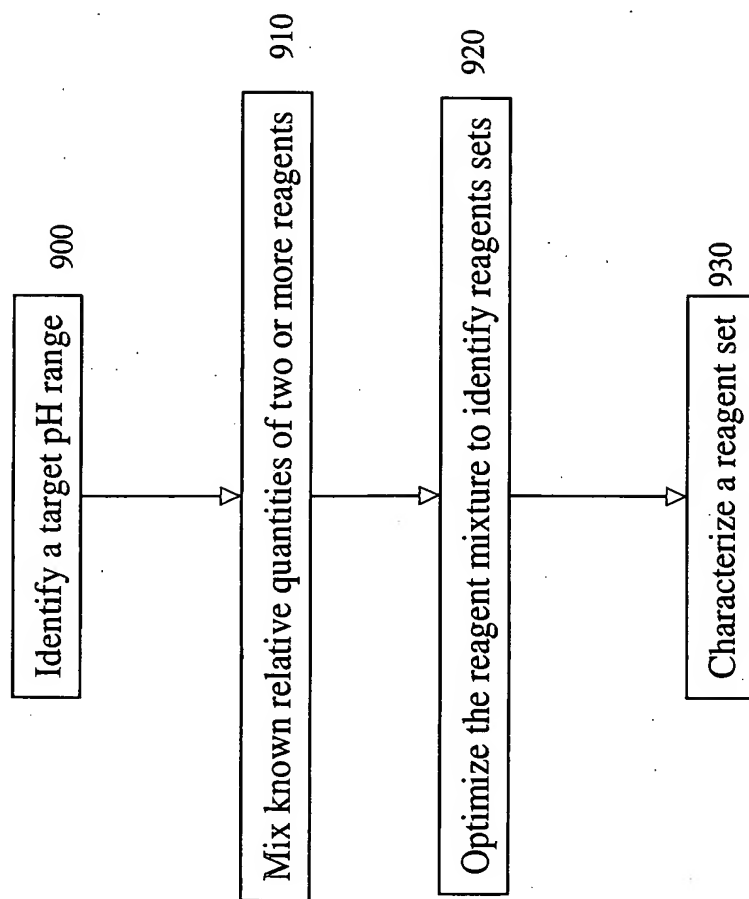 Identify a target pH range
900
Mix known relative quantities of two or more reagents
910
Optimize the reagent mixture to identify reagents sets
920
Characterize a reagent set
930